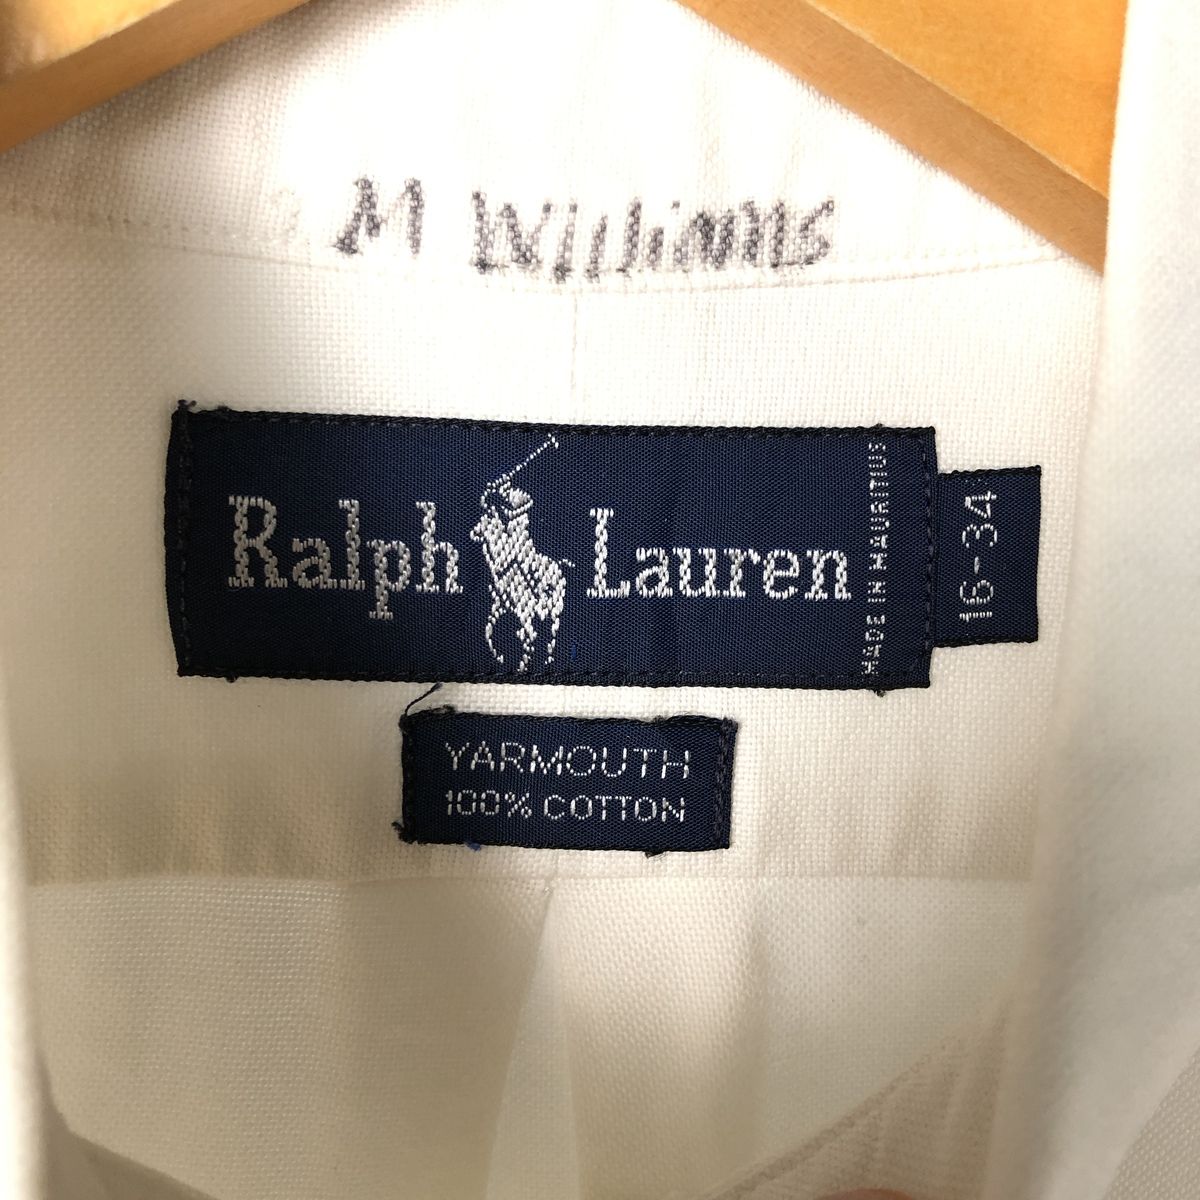 M Williams
Ralph Lauren
MADE IN MAURITIUS
16-34
YARMOUTH
100% COTTON